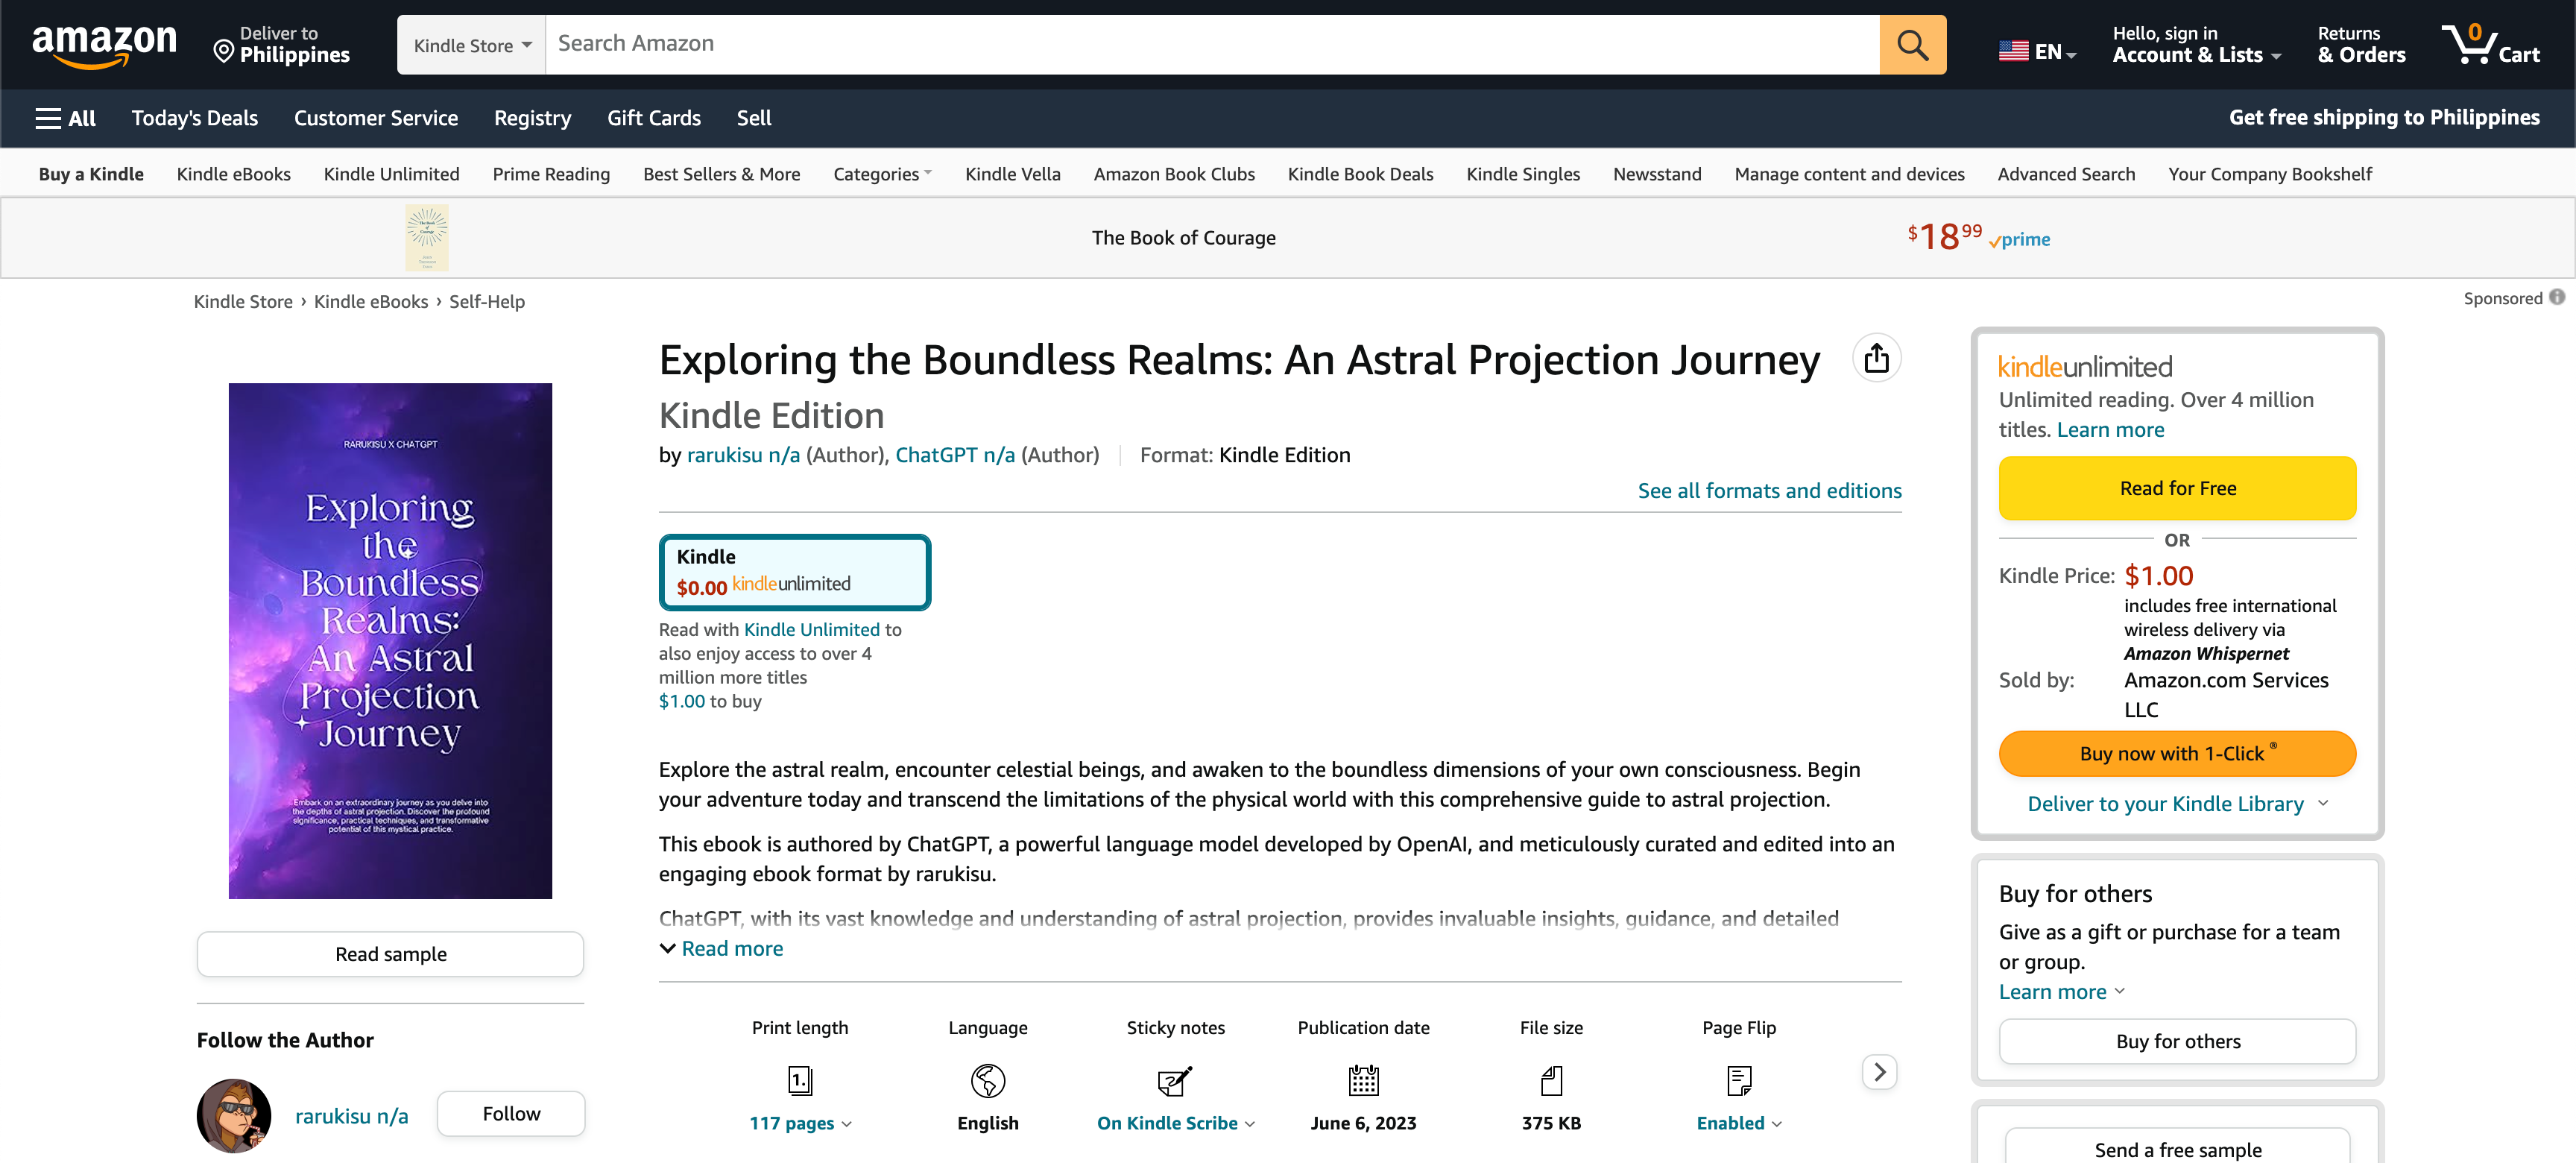 amazon
Deliver to
Philippines
Kindle Store
Search Amazon
EN
Hello, sign in
Account & Lists
Returns
& Orders
0
Cart
All
Today's Deals
Customer Service
Registry
Gift Cards
Sell
Get free shipping to Philippines
Buy a Kindle
Kindle eBooks
Kindle Unlimited
Prime Reading
Best Sellers & More
Categories
Kindle Vella
Amazon Book Clubs
Kindle Book Deals
Kindle Singles
Newsstand
Manage content and devices
Advanced Search
Your Company Bookshelf
The Book of Courage
The Book of Courage
$18.99 prime
Kindle Store › Kindle eBooks › Self-Help
Sponsored
RARUKISU X CHATGPT
Exploring
the
Boundless
Realms:
An Astral
Projection
Journey
Embark on an extraordinary journey as you delve into
the depths of astral projection. Discover the profound
significance, practical techniques, and transformative
potential of this mystical practice.
Read sample
Follow the Author
rarukisu n/a
Follow
Exploring the Boundless Realms: An Astral Projection Journey
Kindle Edition
by rarukisu n/a (Author), ChatGPT n/a (Author)
Format: Kindle Edition
See all formats and editions
Kindle
$0.00 kindleunlimited
Read with Kindle Unlimited to
also enjoy access to over 4
million more titles
$1.00 to buy
Explore the astral realm, encounter celestial beings, and awaken to the boundless dimensions of your own consciousness. Begin
your adventure today and transcend the limitations of the physical world with this comprehensive guide to astral projection.
This ebook is authored by ChatGPT, a powerful language model developed by OpenAI, and meticulously curated and edited into an
engaging ebook format by rarukisu.
ChatGPT, with its vast knowledge and understanding of astral projection, provides invaluable insights, guidance, and detailed
Read more
Print length
1.
117 pages
Language
English
Sticky notes
On Kindle Scribe
Publication date
June 6, 2023
File size
375 KB
Page Flip
Enabled
kindleunlimited
Unlimited reading. Over 4 million
titles. Learn more
Read for Free
OR
Kindle Price: $1.00
includes free international
wireless delivery via
Amazon Whispernet
Sold by: Amazon.com Services
LLC
Buy now with 1-Click ®
Deliver to your Kindle Library
Buy for others
Give as a gift or purchase for a team
or group.
Learn more
Buy for others
Send a free sample